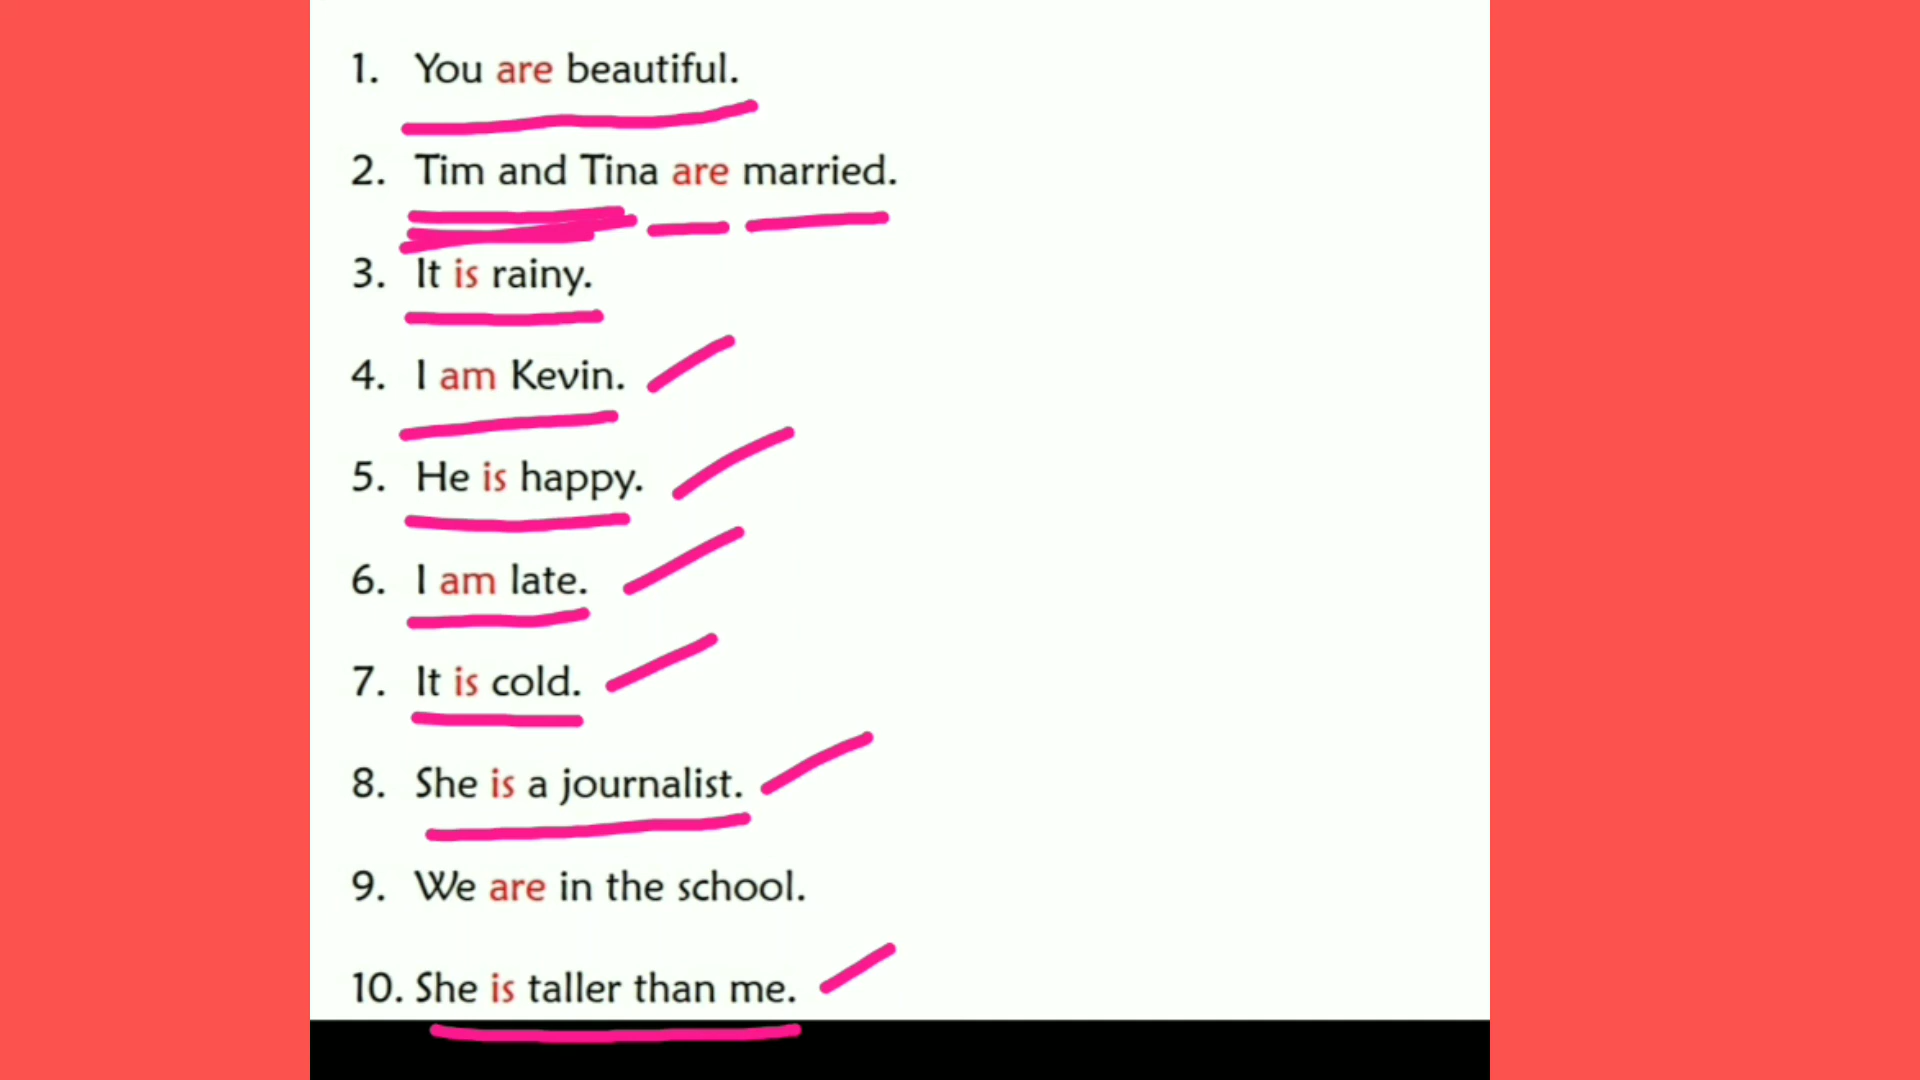 1. You are beautiful.
2. Tim and Tina are married.
3. It is rainy.
4. I am Kevin.
5. He is happy.
6. I am late.
7. It is cold.
8. She is a journalist.
9. We are in the school.
10. She is taller than me.